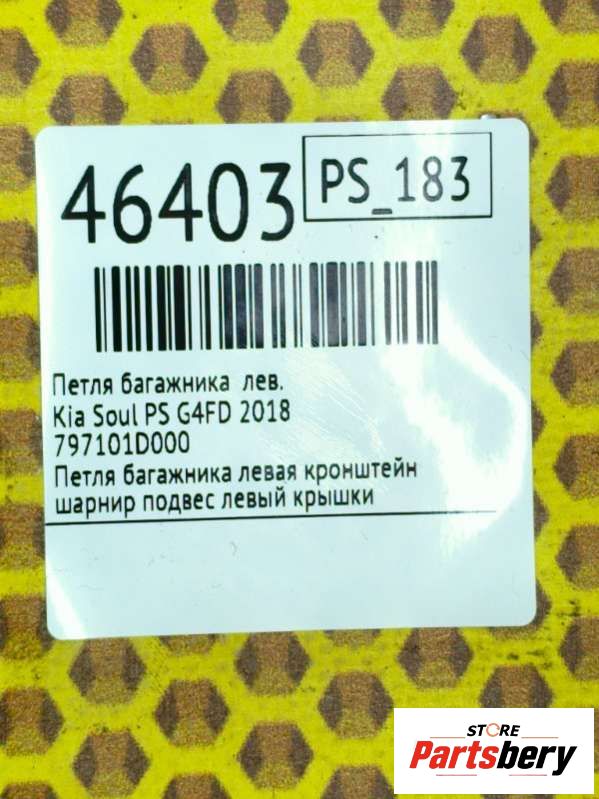 46403
PS_183
Петля багажника лев.
Kia Soul PS G4FD 2018
797101D000
Петля багажника левая кронштейн
шарнир подвес левый крышки
STORE
Partsbery